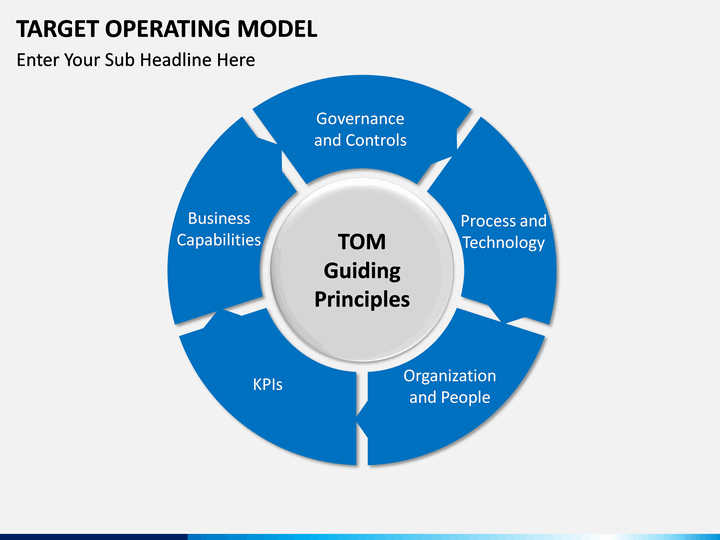 TARGET OPERATING MODEL
Enter Your Sub Headline Here
Governance
and Controls
Process and
Technology
Organization
and People
KPIs
Business
Capabilities
TOM
Guiding
Principles